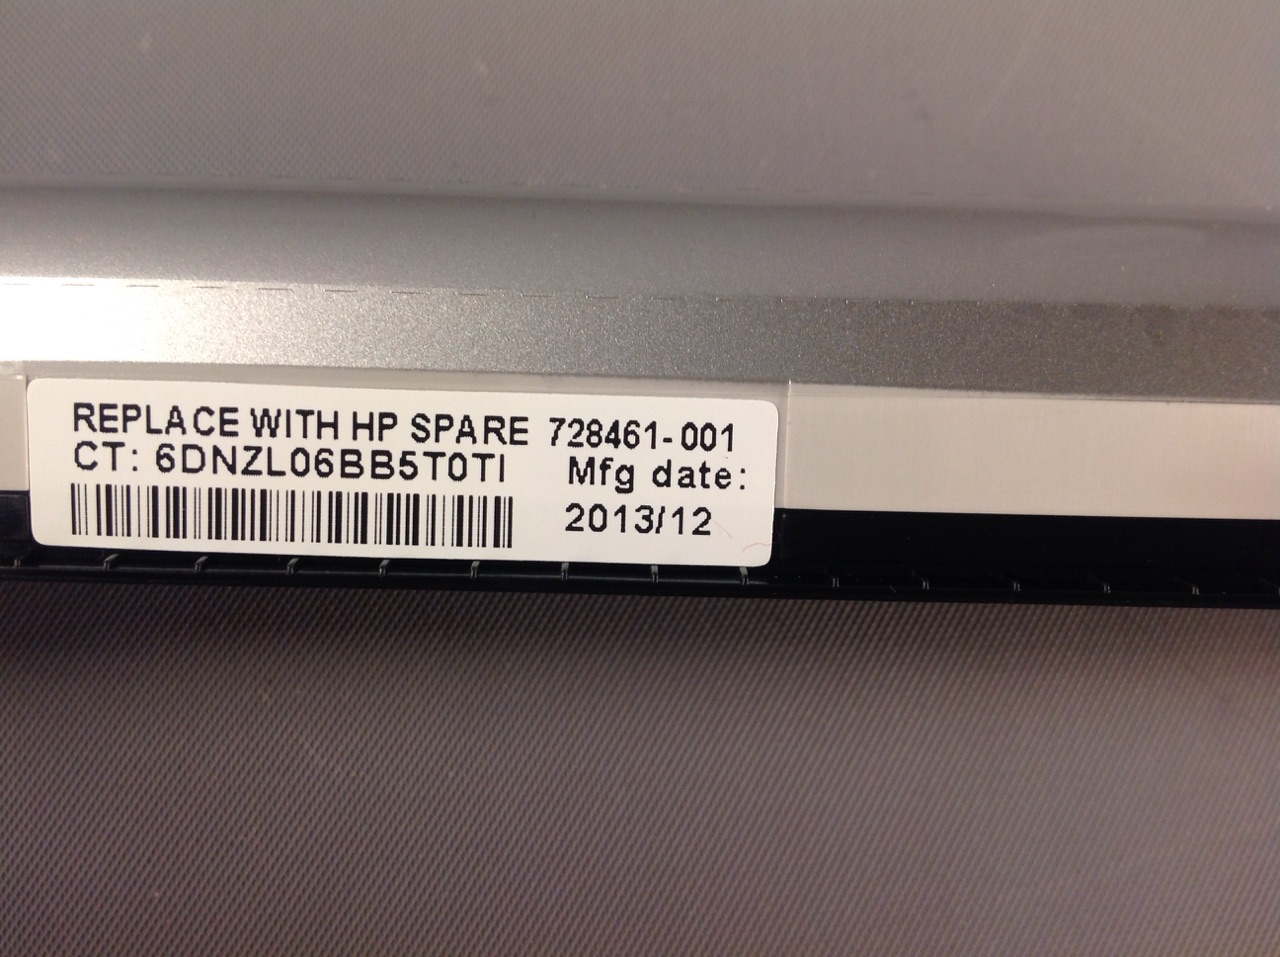 REPLACE WITH HP SPARE 728461-001
CT: 6DNZL06BB5T0TI Mfg date:
2013/12